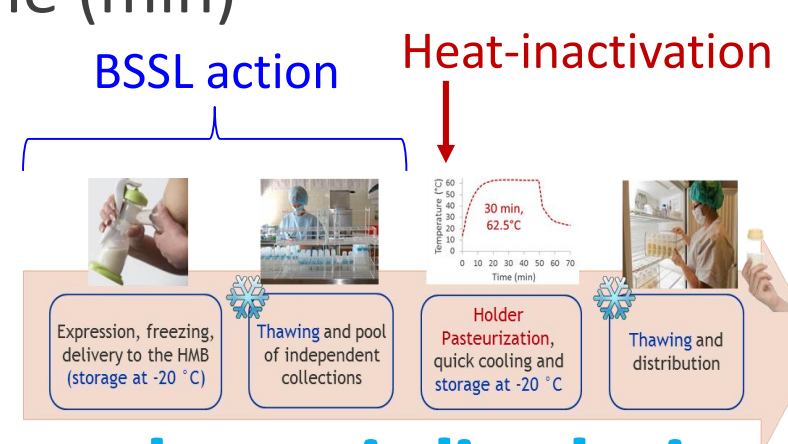 (min)
BSSL action
Heat-inactivation
Temperature (°C)
60
50
40
30
20
10
0
30 min,
62.5°C
0 10 20 30 40 50 60 70
Time (min)
Expression, freezing,
delivery to the HMB
(storage at -20 °C)
Thawing and pool
of independent
collections
Holder
Pasteurization,
quick cooling and
storage at -20 °C
Thawing and
distribution